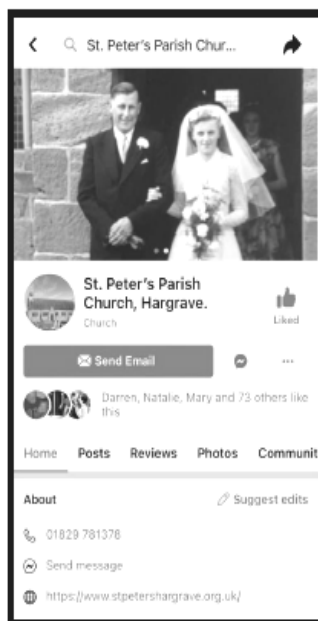 St. Peter's Parish Chur...
St. Peter's Parish
Church, Hargrave.
Church
Liked
Send Email
Darren, Natalie, Mary and 73 others like
this
Home Posts Reviews Photos Communit
About
Suggest edits
01829 781378
Send message
https://www.stpetershargrave.org.uk/